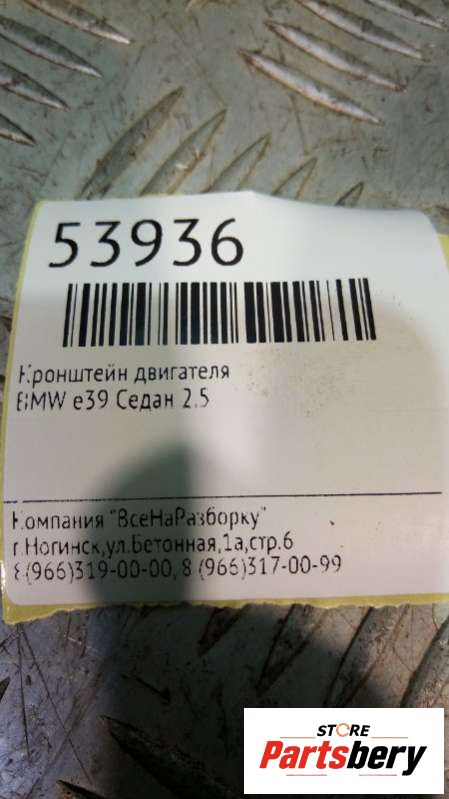 53936
Кронштейн двигателя
BMW e39 Седан 2.5
Компания "ВсеНаРазборку"
г.Ногинск,ул.Бетонная,1а,стр.6
8(966)319-00-00, 8 (966)317-00-99
STORE
Partsbery